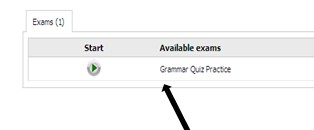 Exams (1)
Start Available exams
Grammar Quiz Practice